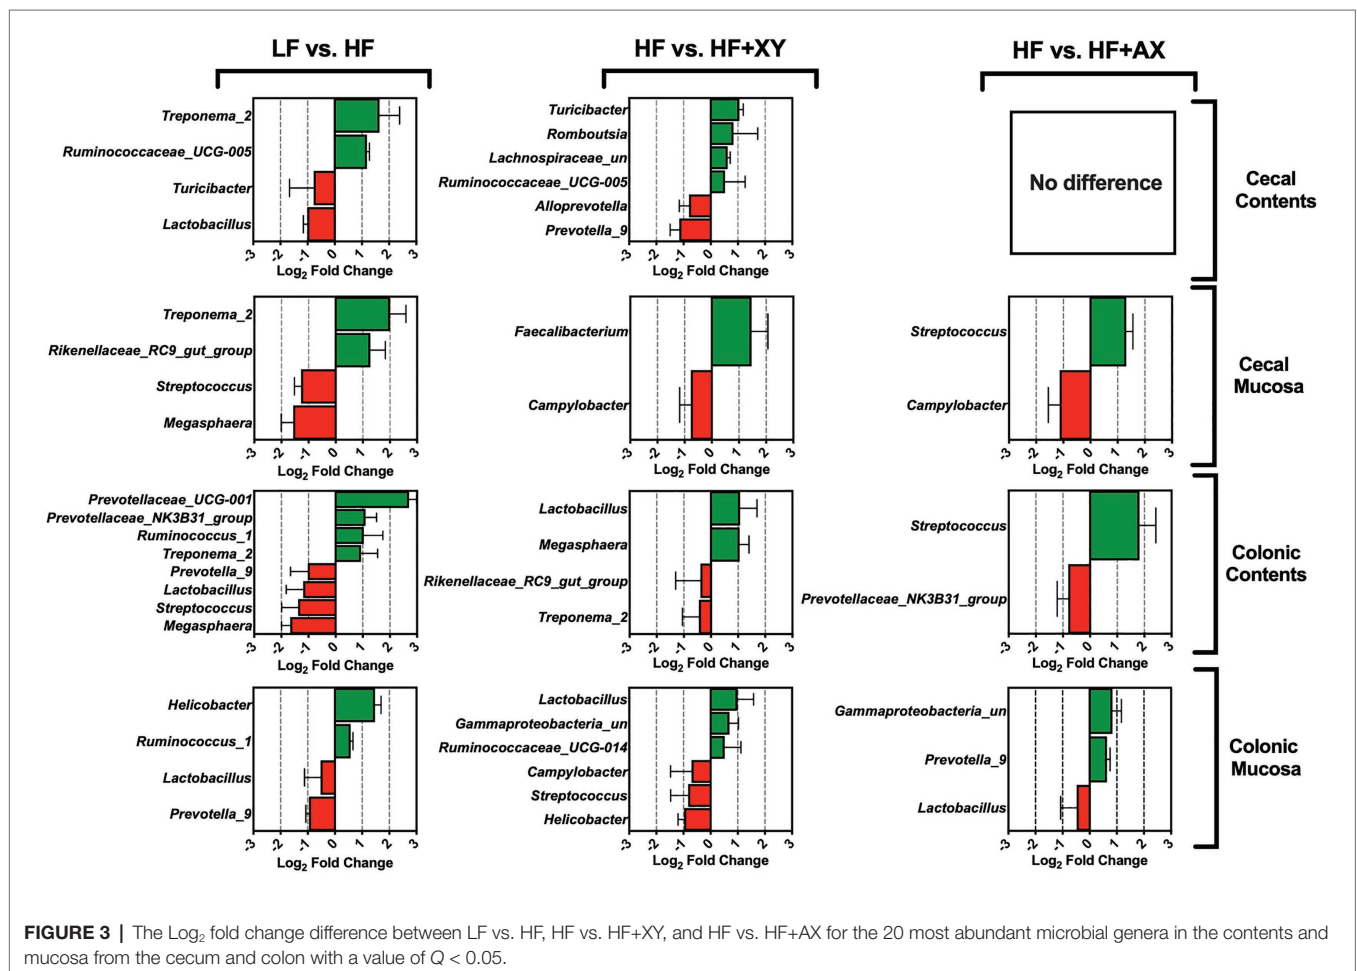 LF vs. HF
HF vs. HF+XY
HF vs. HF+AX
Treponema_2
Ruminococcaceae_UCG-005
Turicibacter
Lactobacillus
-3 -2 -1 0 1 2 3
Log₂ Fold Change
Turicibacter
Romboutsia
Lachnospiraceae_un
Ruminococcaceae_UCG-005
Alloprevotella
Prevotella_9
-3 -2 -1 0 1 2 3
Log₂ Fold Change
No difference
Cecal
Contents
Treponema_2
Rikenellaceae_RC9_gut_group
Streptococcus
Megasphaera
-3 -2 -1 0 1 2 3
Log₂ Fold Change
Faecalibacterium
Campylobacter
-3 -2 -1 0 1 2 3
Log₂ Fold Change
Streptococcus
Campylobacter
-3 -2 -1 0 1 2 3
Log₂ Fold Change
Cecal
Mucosa
Prevotellaceae_UCG-001
Prevotellaceae_NK3B31_group
Ruminococcus_1
Treponema_2
Prevotella_9
Lactobacillus
Streptococcus
Megasphaera
-3 -2 -1 0 1 2 3
Log₂ Fold Change
Lactobacillus
Megasphaera
Rikenellaceae_RC9_gut_group
Treponema_2
-3 -2 -1 0 1 2 3
Log₂ Fold Change
Streptococcus
Prevotellaceae_NK3B31_group
-3 -2 -1 0 1 2 3
Log₂ Fold Change
Colonic
Contents
Helicobacter
Ruminococcus_1
Lactobacillus
Prevotella_9
-3 -2 -1 0 1 2 3
Log₂ Fold Change
Lactobacillus
Gammaproteobacteria_un
Ruminococcaceae_UCG-014
Campylobacter
Streptococcus
Helicobacter
-3 -2 -1 0 1 2 3
Log₂ Fold Change
Gammaproteobacteria_un
Prevotella_9
Lactobacillus
-3 -2 -1 0 1 2 3
Log₂ Fold Change
Colonic
Mucosa
FIGURE 3 | The Log₂ fold change difference between LF vs. HF, HF vs. HF+XY, and HF vs. HF+AX for the 20 most abundant microbial genera in the contents and
mucosa from the cecum and colon with a value of Q < 0.05.